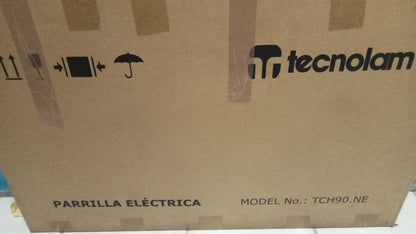 tecnolam
PARRILLA ELÉCTRICA
MODEL No.: TCH90.NE